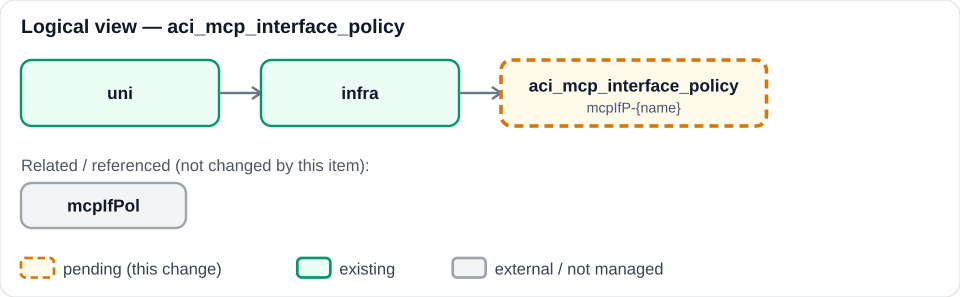 Logical view — aci_mcp_interface_policy
uni
infra
aci_mcp_interface_policy
mcpIfP-{name}
Related / referenced (not changed by this item):
mcpIfPol
pending (this change)
existing
external / not managed